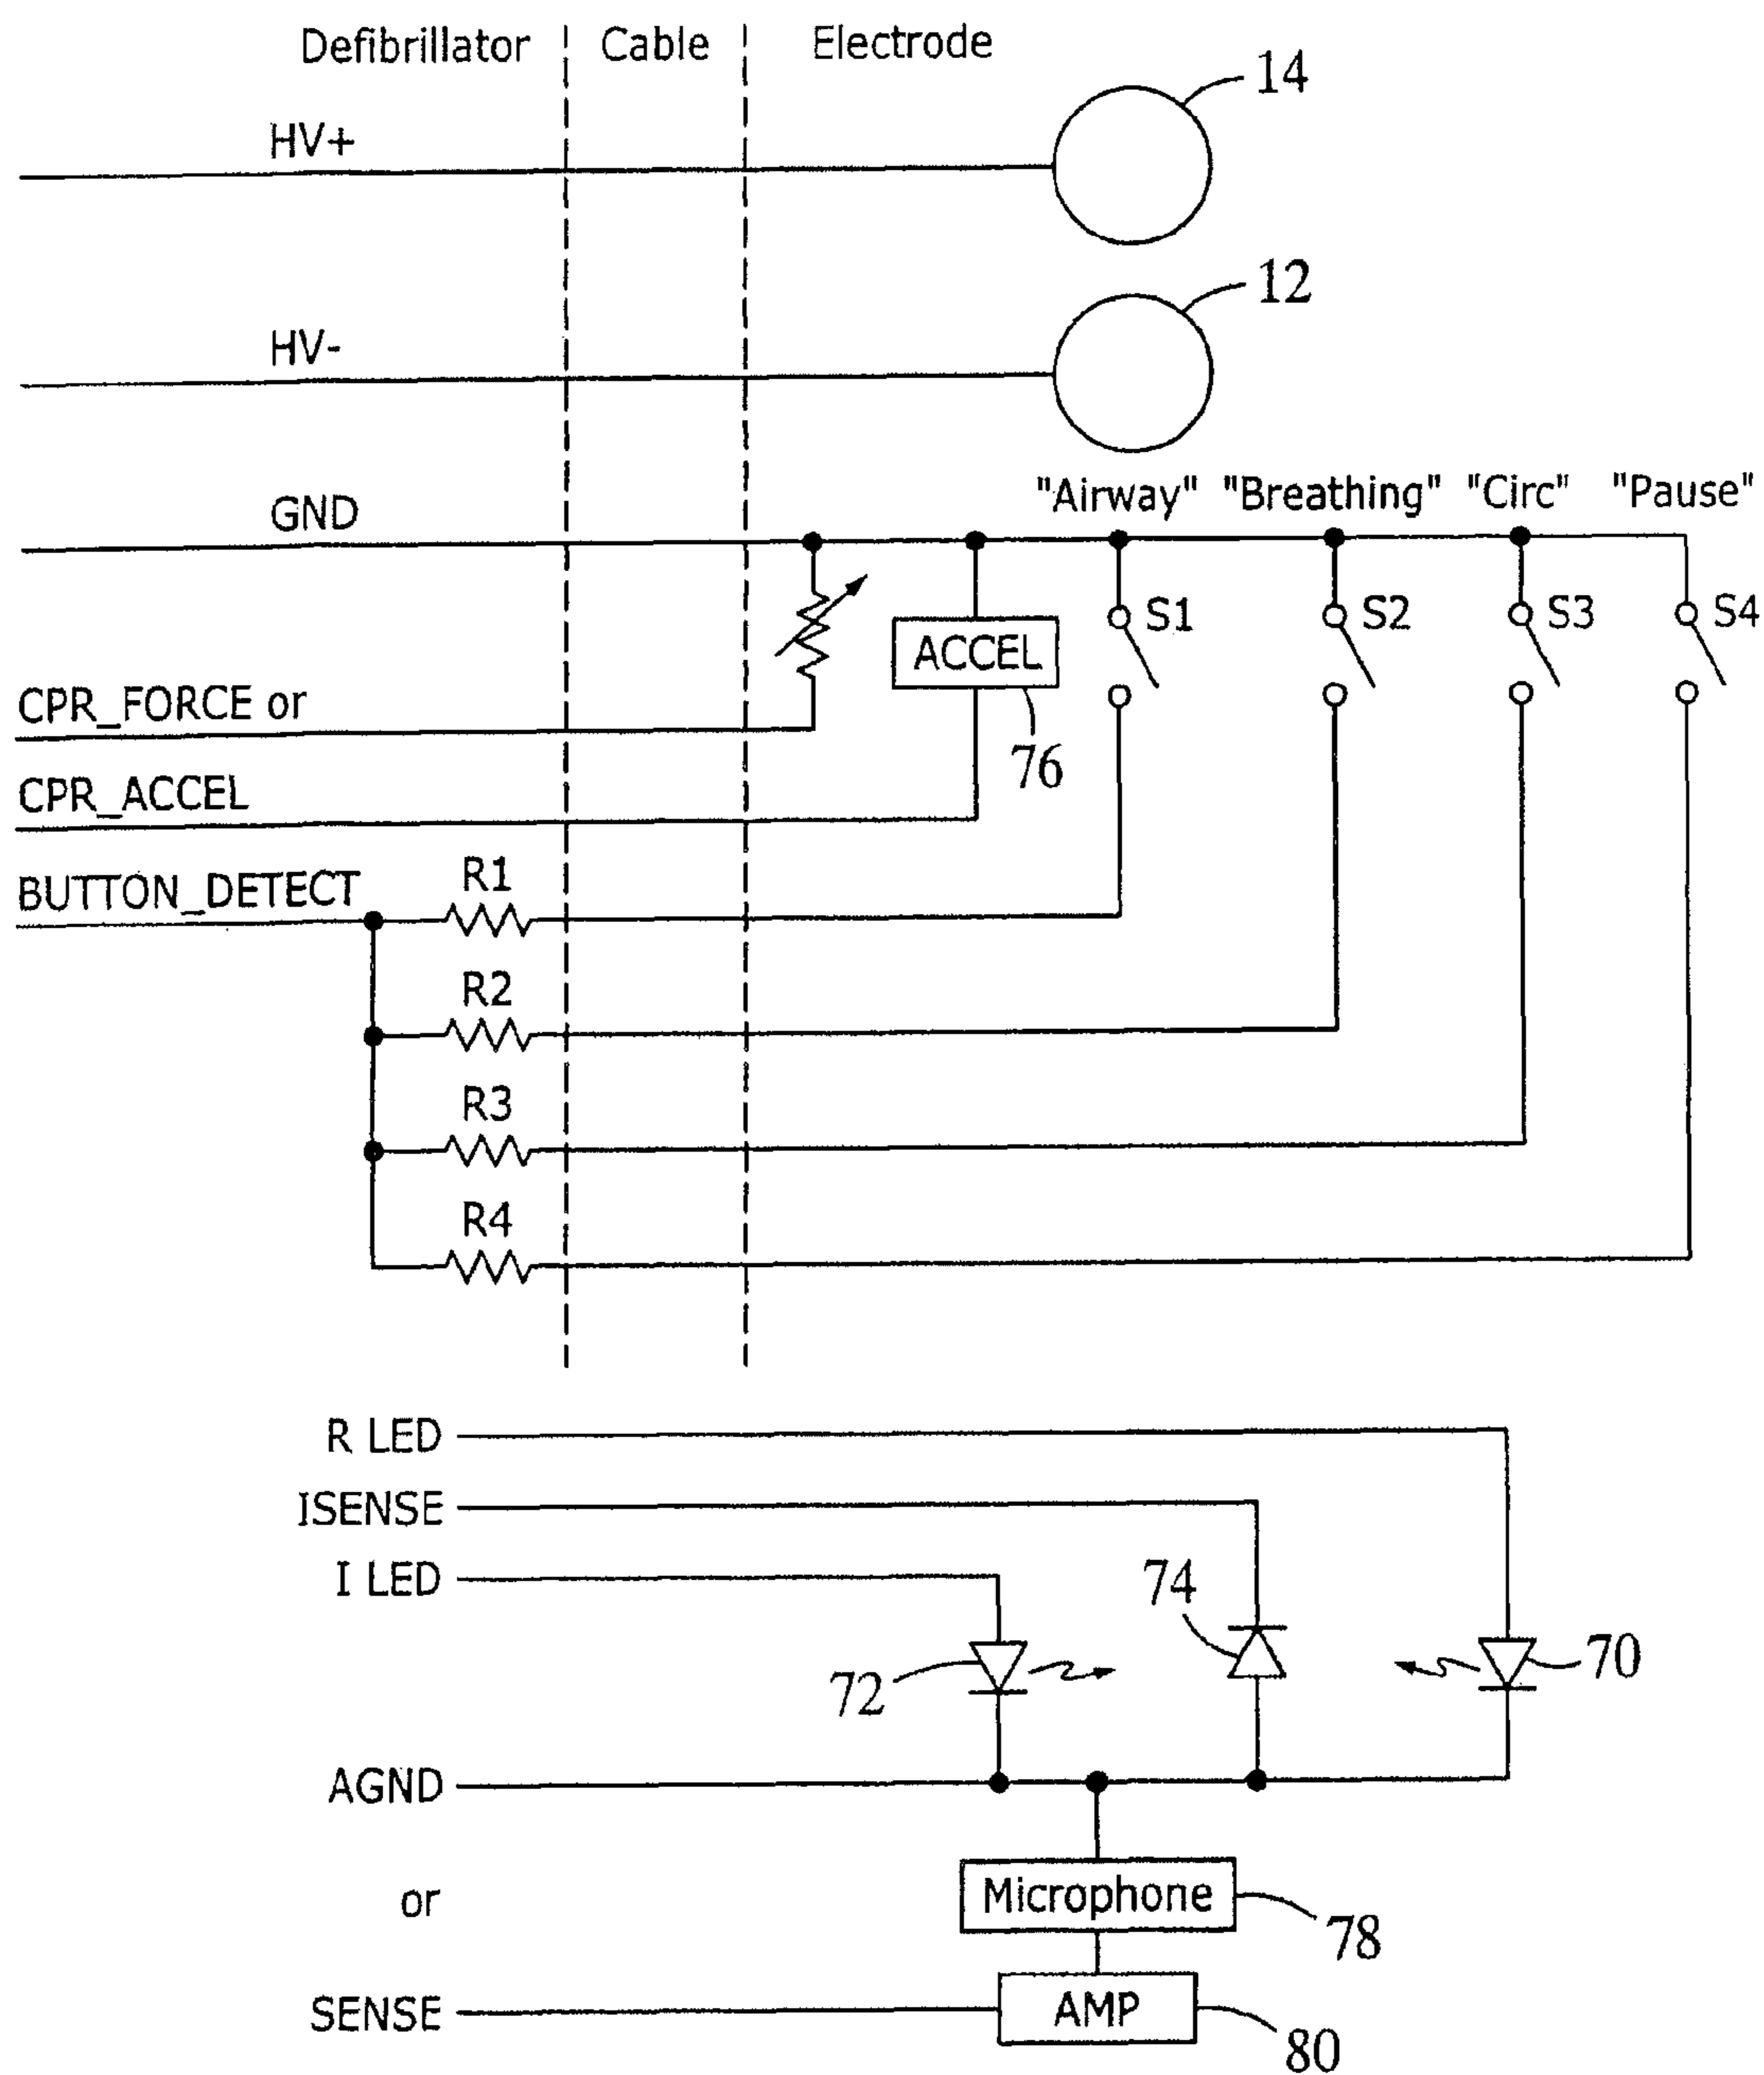 Defibrillator Cable Electrode
14
HV+
12
HV-
"Airway" "Breathing" "Circ" "Pause"
GND
S1 S2 S3 S4
ACCEL
CPR_FORCE or
76
CPR_ACCEL
R1
BUTTON_DETECT
R2
R3
R4
R LED
ISENSE
I LED
74
72
70
AGND
Microphone
or
78
AMP
SENSE
80